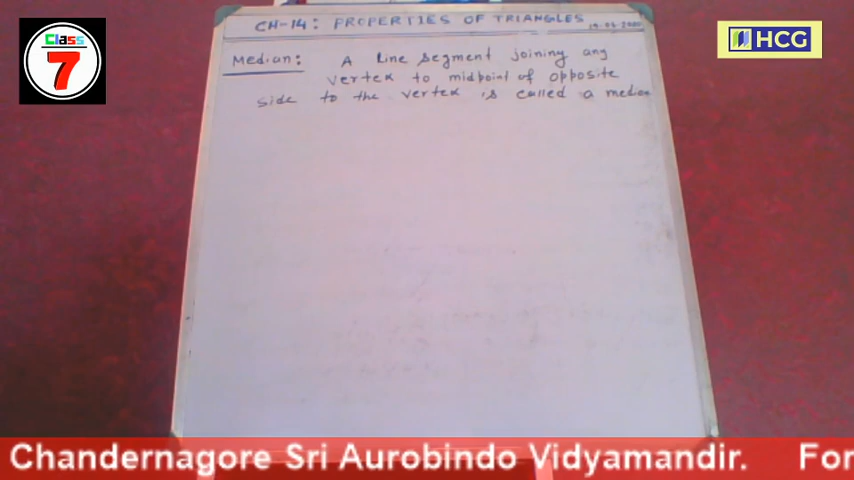 CH-14: PROPERTIES OF TRIANGLES
Class
7
HCG
Median: A line segment joining any
vertex to midpoint of opposite
side to the vertex is called a median
Chandernagore Sri Aurobindo Vidyamandir. For